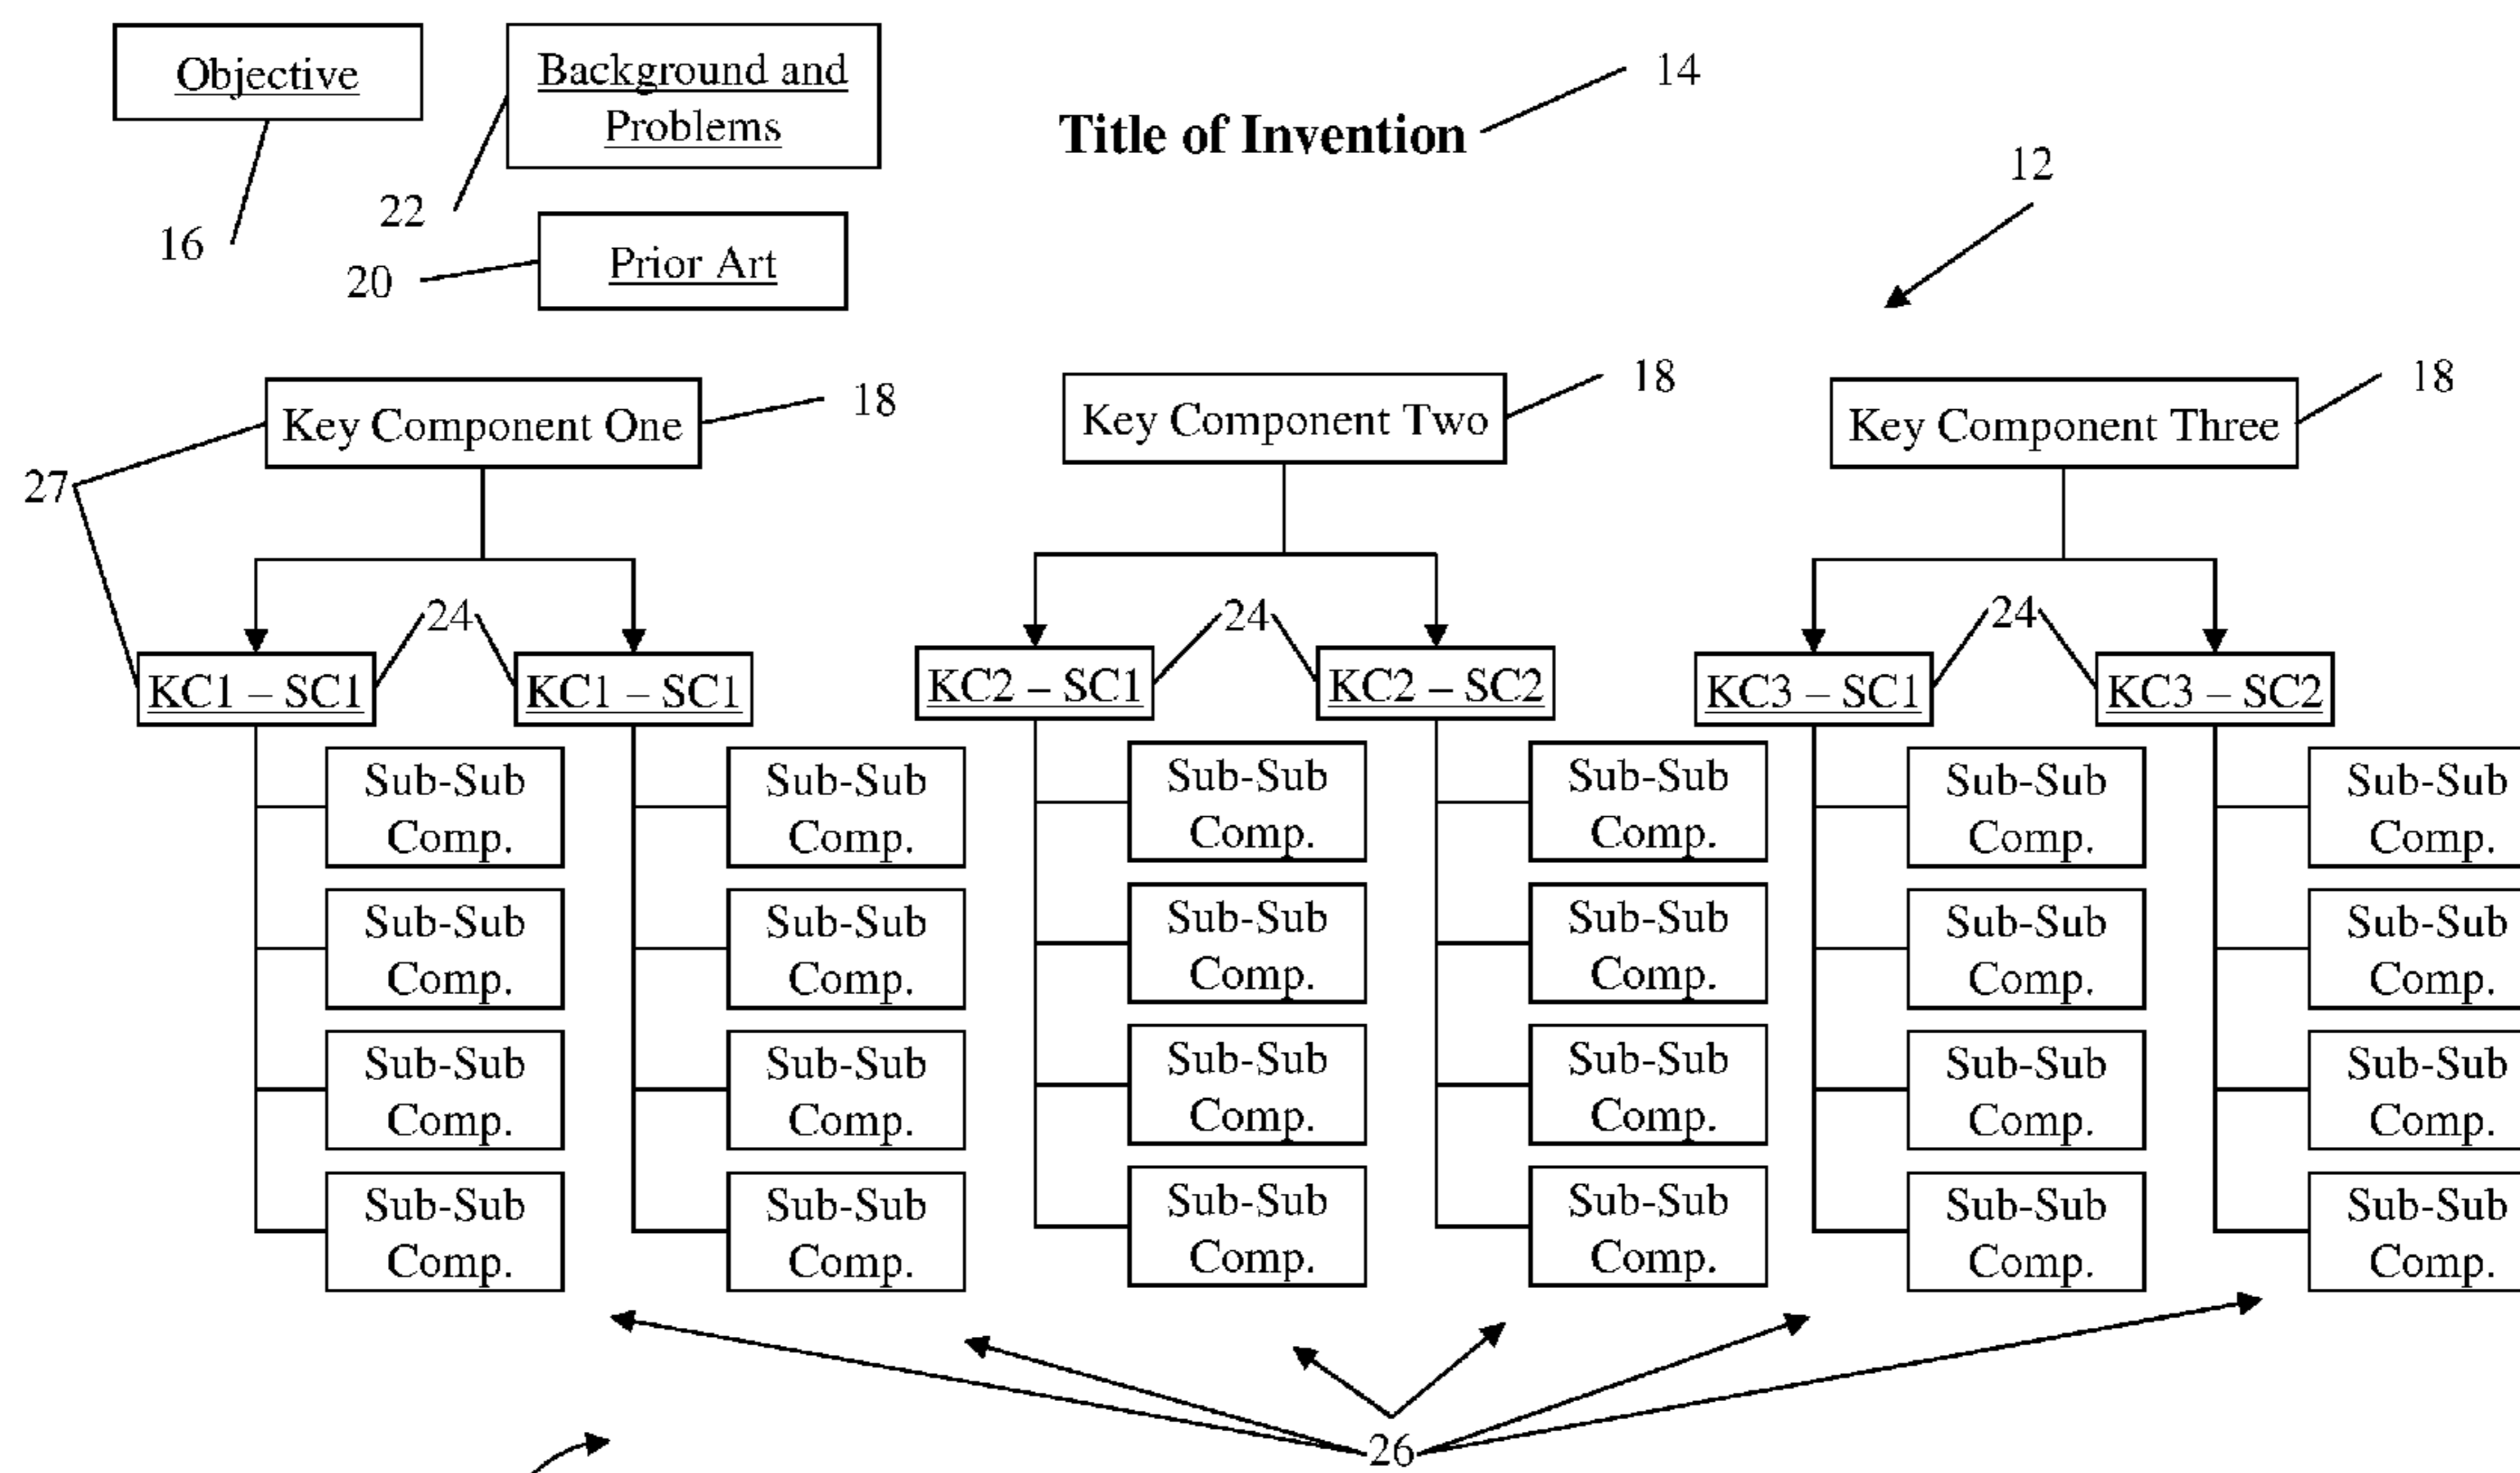 Objective
Background and
Problems
Title of Invention
14
12
22
16
Prior Art
20
Key Component One
18
Key Component Two
18
Key Component Three
18
27
24
24
24
KC1 – SC1
KC1 – SC1
KC2 – SC1
KC2 – SC2
KC3 – SC1
KC3 – SC2
Sub-Sub
Comp.
Sub-Sub
Comp.
Sub-Sub
Comp.
Sub-Sub
Comp.
Sub-Sub
Comp.
Sub-Sub
Comp.
Sub-Sub
Comp.
Sub-Sub
Comp.
Sub-Sub
Comp.
Sub-Sub
Comp.
Sub-Sub
Comp.
Sub-Sub
Comp.
Sub-Sub
Comp.
Sub-Sub
Comp.
Sub-Sub
Comp.
Sub-Sub
Comp.
Sub-Sub
Comp.
Sub-Sub
Comp.
Sub-Sub
Comp.
Sub-Sub
Comp.
Sub-Sub
Comp.
Sub-Sub
Comp.
Sub-Sub
Comp.
Sub-Sub
Comp.
26